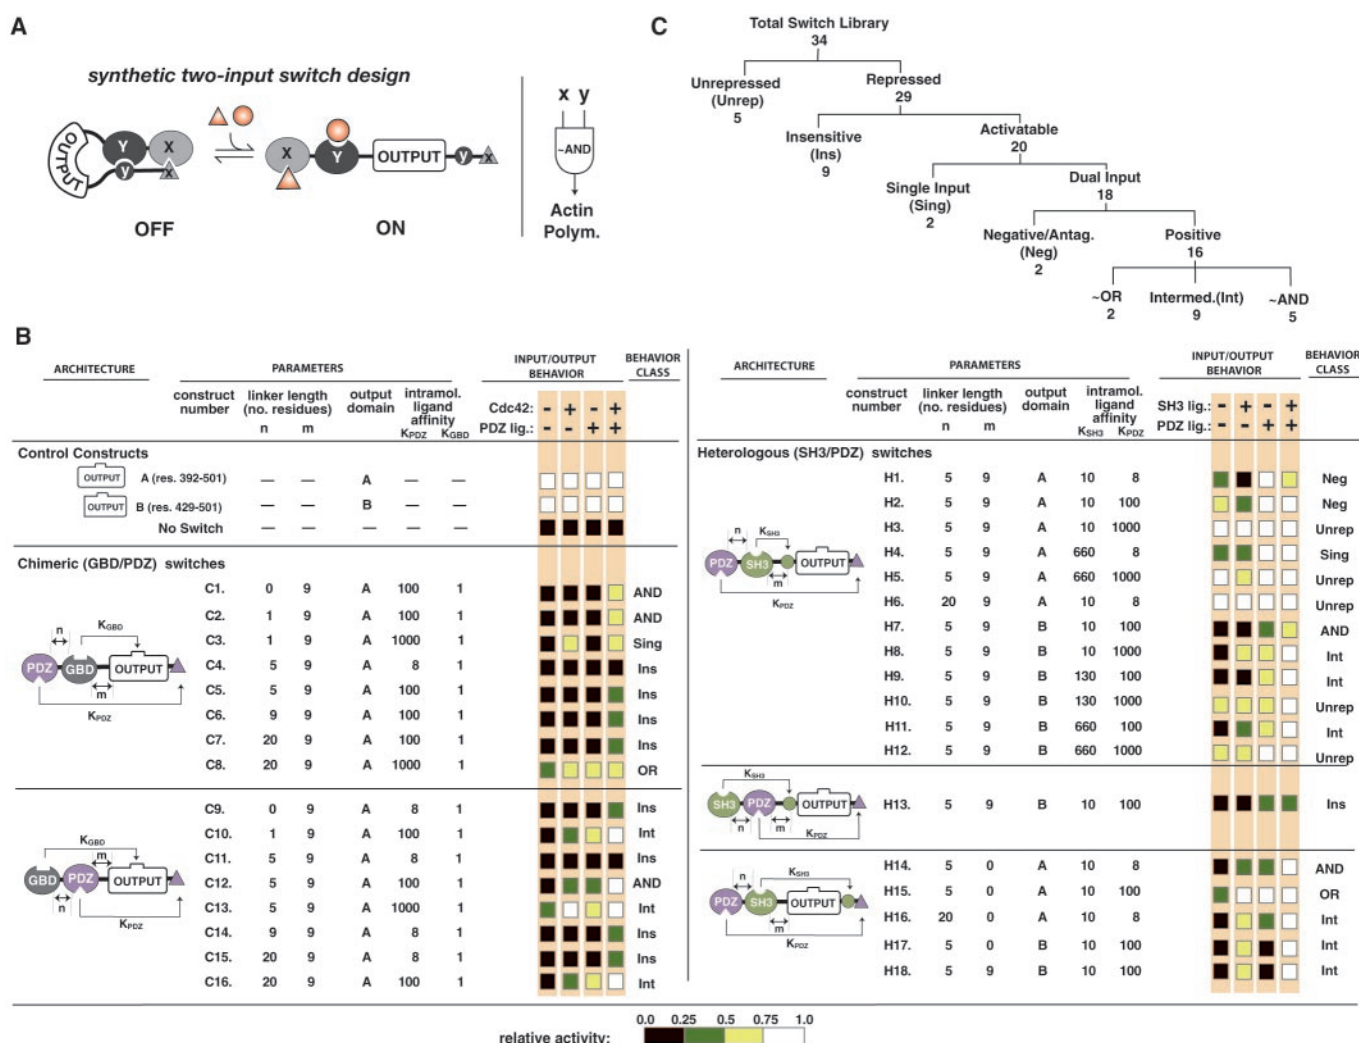 A
synthetic two-input switch design
OUTPUT
Y
X
y
x
OFF
X
Y
OUTPUT
y
x
ON
x y
~AND
Actin
Polym.
C
Total Switch Library
34
Unrepressed
(Unrep)
5
Repressed
29
Insensitive
(Ins)
9
Activatable
20
Single Input
(Sing)
2
Dual Input
18
Negative/Antag.
(Neg)
2
Positive
16
~OR
2
Intermed.(Int)
9
~AND
5
B
ARCHITECTURE
PARAMETERS
INPUT/OUTPUT
BEHAVIOR
BEHAVIOR
CLASS
construct
number
linker length
(no. residues)
n m
output
domain
intramol.
ligand
affinity
KPDZ KGBD
Cdc42: - + - +
PDZ lig.: - - + +
Control Constructs
OUTPUT A (res. 392-501) — — A — —
OUTPUT B (res. 429-501) — — B — —
No Switch — — — — —
Chimeric (GBD/PDZ) switches
C1. 0 9 A 100 1 AND
C2. 1 9 A 100 1 AND
C3. 1 9 A 1000 1 Sing
C4. 5 9 A 8 1 Ins
C5. 5 9 A 100 1 Ins
C6. 9 9 A 100 1 Ins
C7. 20 9 A 100 1 Ins
C8. 20 9 A 1000 1 OR
n
KGBD
PDZ
GBD
OUTPUT
m
KPDZ
C9. 0 9 A 8 1 Ins
C10. 1 9 A 100 1 Int
C11. 5 9 A 8 1 Ins
C12. 5 9 A 100 1 AND
C13. 5 9 A 1000 1 Int
C14. 9 9 A 8 1 Ins
C15. 20 9 A 8 1 Ins
C16. 20 9 A 100 1 Int
KGBD
m
GBD
PDZ
OUTPUT
n
KPDZ
ARCHITECTURE
PARAMETERS
INPUT/OUTPUT
BEHAVIOR
BEHAVIOR
CLASS
construct
number
linker length
(no. residues)
n m
output
domain
intramol.
ligand
affinity
KSH3 KPDZ
SH3 lig.: - + - +
PDZ lig.: - - + +
Heterologous (SH3/PDZ) switches
H1. 5 9 A 10 8 Neg
H2. 5 9 A 10 100 Neg
H3. 5 9 A 10 1000 Unrep
H4. 5 9 A 660 8 Sing
H5. 5 9 A 660 1000 Unrep
H6. 20 9 A 10 8 Unrep
H7. 5 9 B 10 100 AND
H8. 5 9 B 10 1000 Int
H9. 5 9 B 130 100 Int
H10. 5 9 B 130 1000 Unrep
H11. 5 9 B 660 100 Int
H12. 5 9 B 660 1000 Unrep
n
KSH3
PDZ
SH3
OUTPUT
m
KPDZ
KSH3
SH3
PDZ
OUTPUT
n
m
KPDZ
H13. 5 9 B 10 100 Ins
H14. 5 0 A 10 8 AND
H15. 5 0 A 10 100 OR
H16. 20 0 A 10 8 Int
H17. 5 0 B 10 100 Int
H18. 5 9 B 10 100 Int
n
KSH3
PDZ
SH3
OUTPUT
m
KPDZ
relative activity:
0.0 0.25 0.5 0.75 1.0